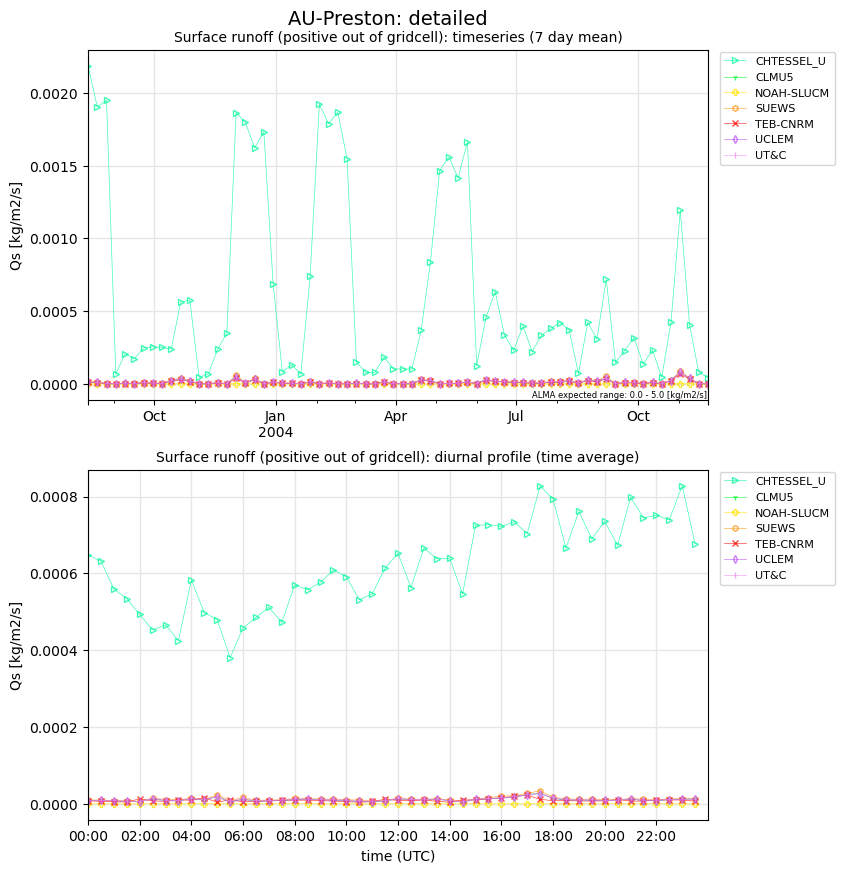 AU-Preston: detailed
Surface runoff (positive out of gridcell): timeseries (7 day mean)
Qs [kg/m2/s]
0.0020
0.0015
0.0010
0.0005
0.0000
Oct
Jan
2004
Apr
Jul
Oct
ALMA expected range: 0.0 - 5.0 [kg/m2/s]
CHTESSEL_U
CLMU5
NOAH-SLUCM
SUEWS
TEB-CNRM
UCLEM
UT&C
Surface runoff (positive out of gridcell): diurnal profile (time average)
Qs [kg/m2/s]
0.0008
0.0006
0.0004
0.0002
0.0000
00:00
02:00
04:00
06:00
08:00
10:00
12:00
14:00
16:00
18:00
20:00
22:00
time (UTC)
CHTESSEL_U
CLMU5
NOAH-SLUCM
SUEWS
TEB-CNRM
UCLEM
UT&C